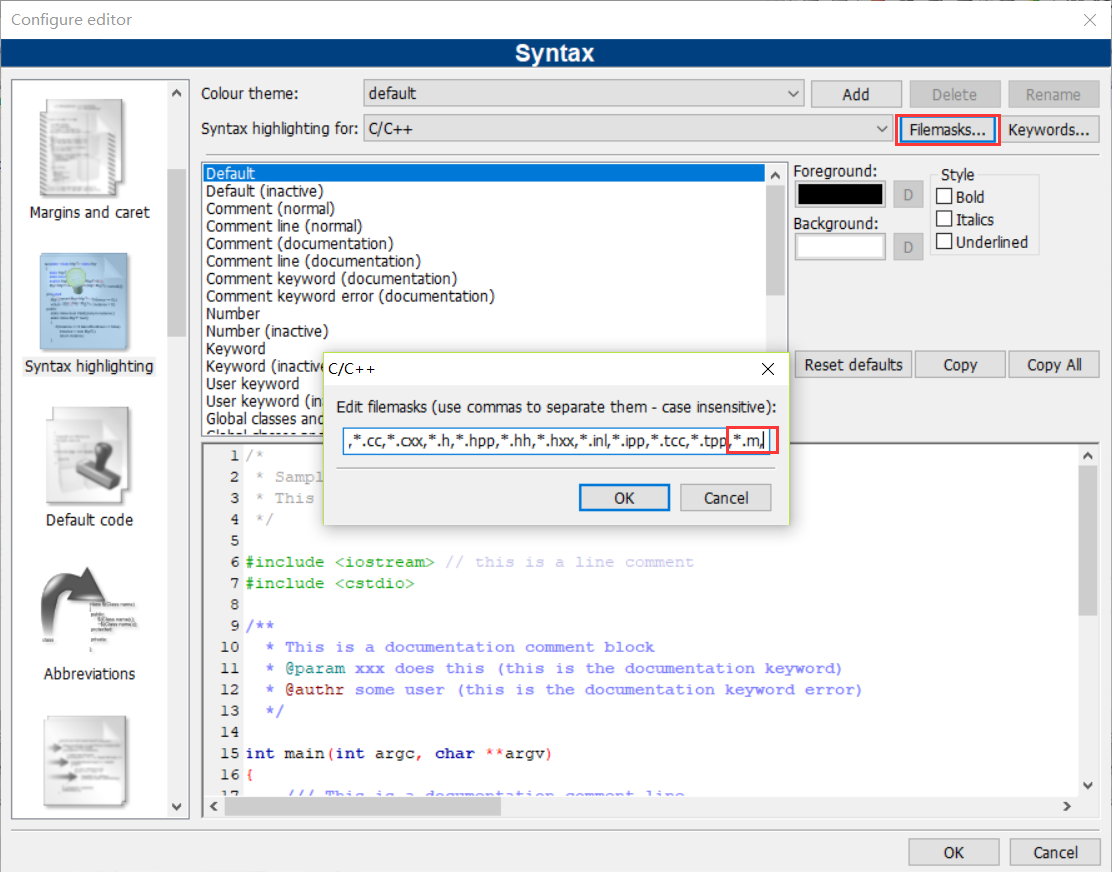 Configure editor
Syntax
Margins and caret
Syntax highlighting
Default code
Abbreviations
Colour theme:
default
Add
Delete
Rename
Syntax highlighting for:
C/C++
Filemasks...
Keywords...
Default
Default (inactive)
Comment (normal)
Comment line (normal)
Comment (documentation)
Comment line (documentation)
Comment keyword (documentation)
Comment keyword error (documentation)
Number
Number (inactive)
Keyword
Keyword (inactive
User keyword
User keyword (in
Global classes and
Foreground:
D
Background:
D
Style
Bold
Italics
Underlined
Reset defaults
Copy
Copy All
C/C++
Edit filemasks (use commas to separate them - case insensitive):
,*.cc,*.cxx,*.h,*.hpp,*.hh,*.hxx,*.inl,*.ipp,*.tcc,*.tpp,*.m,
OK
Cancel
1 /*
2 * Sampl
3 * This
4 */
5
6 #include <iostream> // this is a line comment
7 #include <cstdio>
8
9 /**
10 * This is a documentation comment block
11 * @param xxx does this (this is the documentation keyword)
12 * @authr some user (this is the documentation keyword error)
13 */
14
15 int main(int argc, char **argv)
16 {
17 /// This is a documentation comment line
OK
Cancel